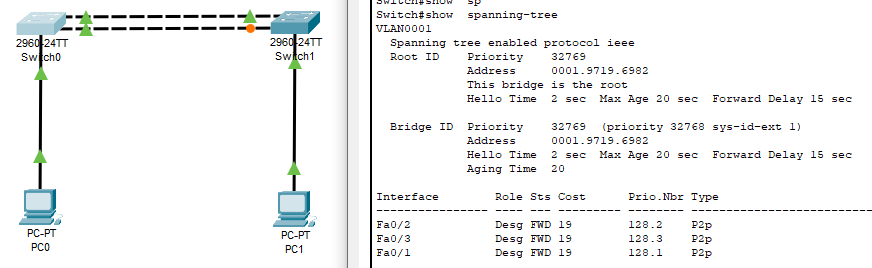 2960-24TT
Switch0
2960-24TT
Switch1
PC-PT
PC0
PC-PT
PC1
Switch#show sp
Switch#show spanning-tree
VLAN0001
Spanning tree enabled protocol ieee
Root ID Priority 32769
Address 0001.9719.6982
This bridge is the root
Hello Time 2 sec Max Age 20 sec Forward Delay 15 sec
Bridge ID Priority 32769 (priority 32768 sys-id-ext 1)
Address 0001.9719.6982
Hello Time 2 sec Max Age 20 sec Forward Delay 15 sec
Aging Time 20
Interface Role Sts Cost Prio.Nbr Type
---------------- ---- --- --------- -------- --------------------------
Fa0/2 Desg FWD 19 128.2 P2p
Fa0/3 Desg FWD 19 128.3 P2p
Fa0/1 Desg FWD 19 128.1 P2p